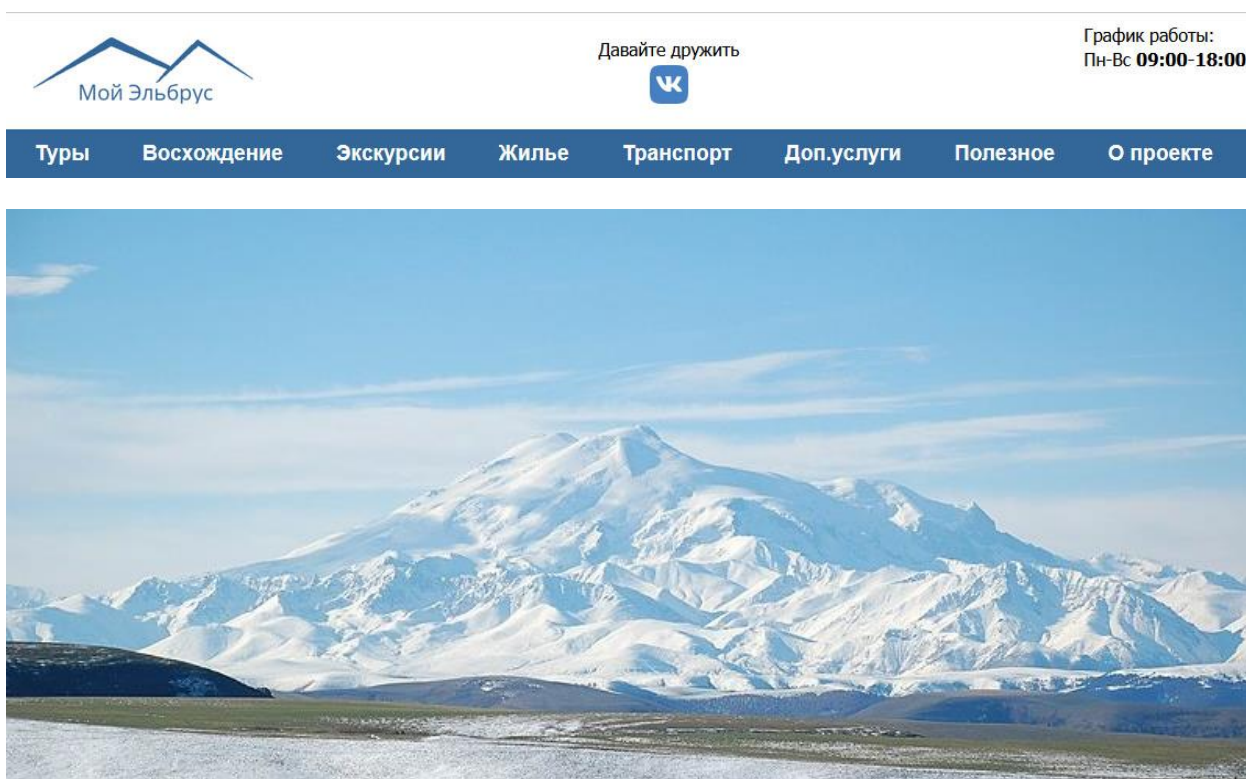 Мой Эльбрус
Давайте дружить
График работы:
Пн-Вс 09:00-18:00
Туры Восхождение Экскурсии Жилье Транспорт Доп.услуги Полезное О проекте